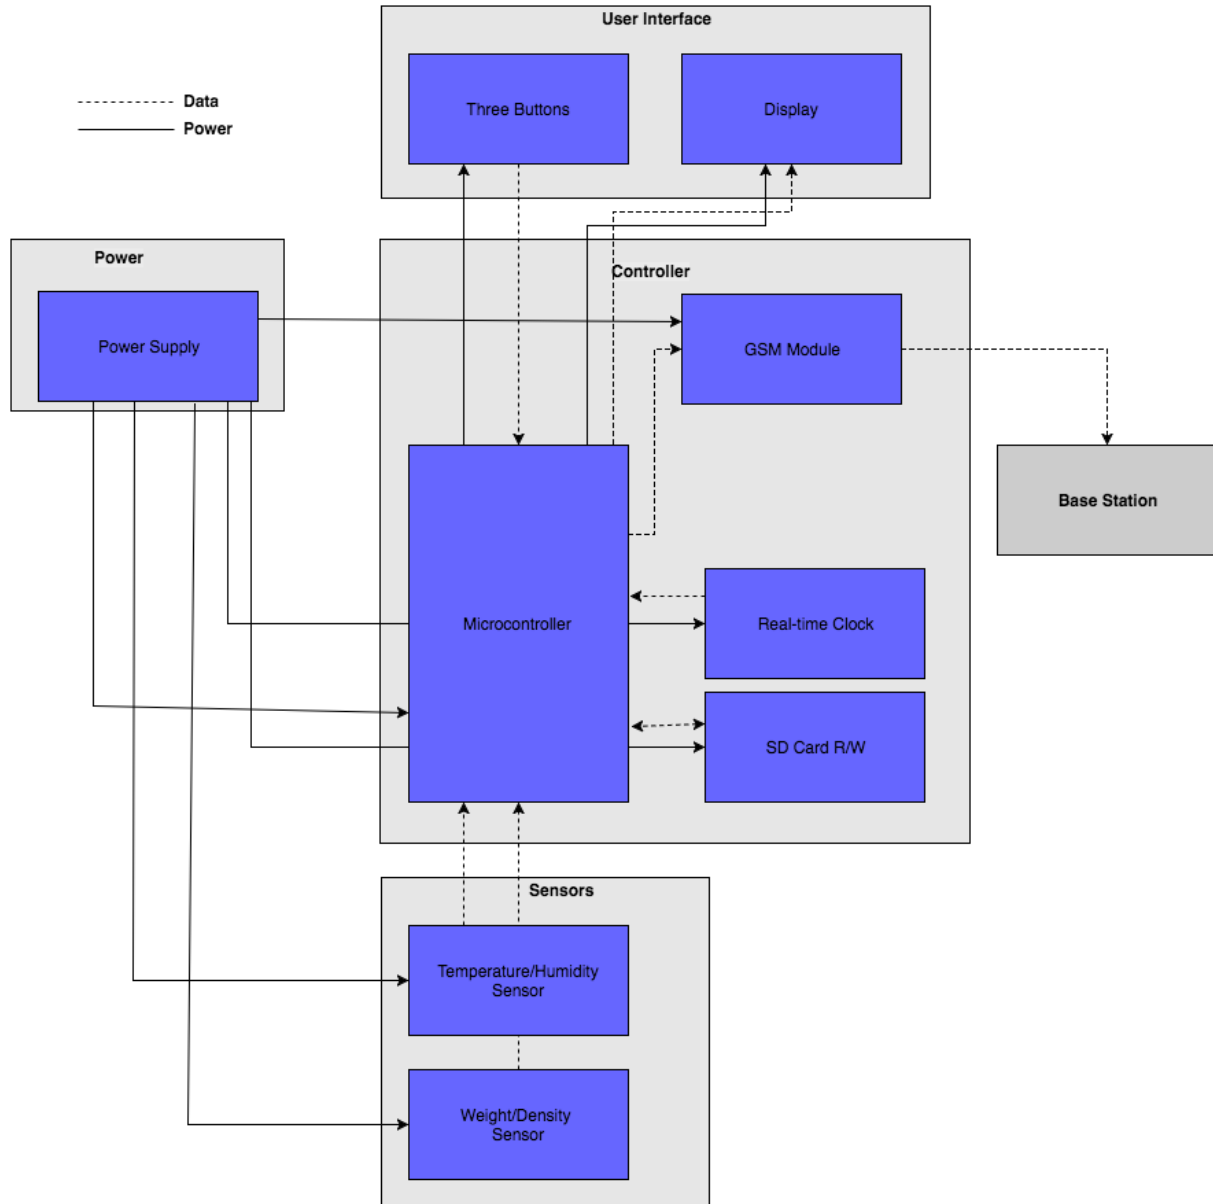 User Interface
Three Buttons
Display
Data
Power
Power
Power Supply
Controller
GSM Module
Base Station
Microcontroller
Real-time Clock
SD Card R/W
Sensors
Temperature/Humidity
Sensor
Weight/Density
Sensor